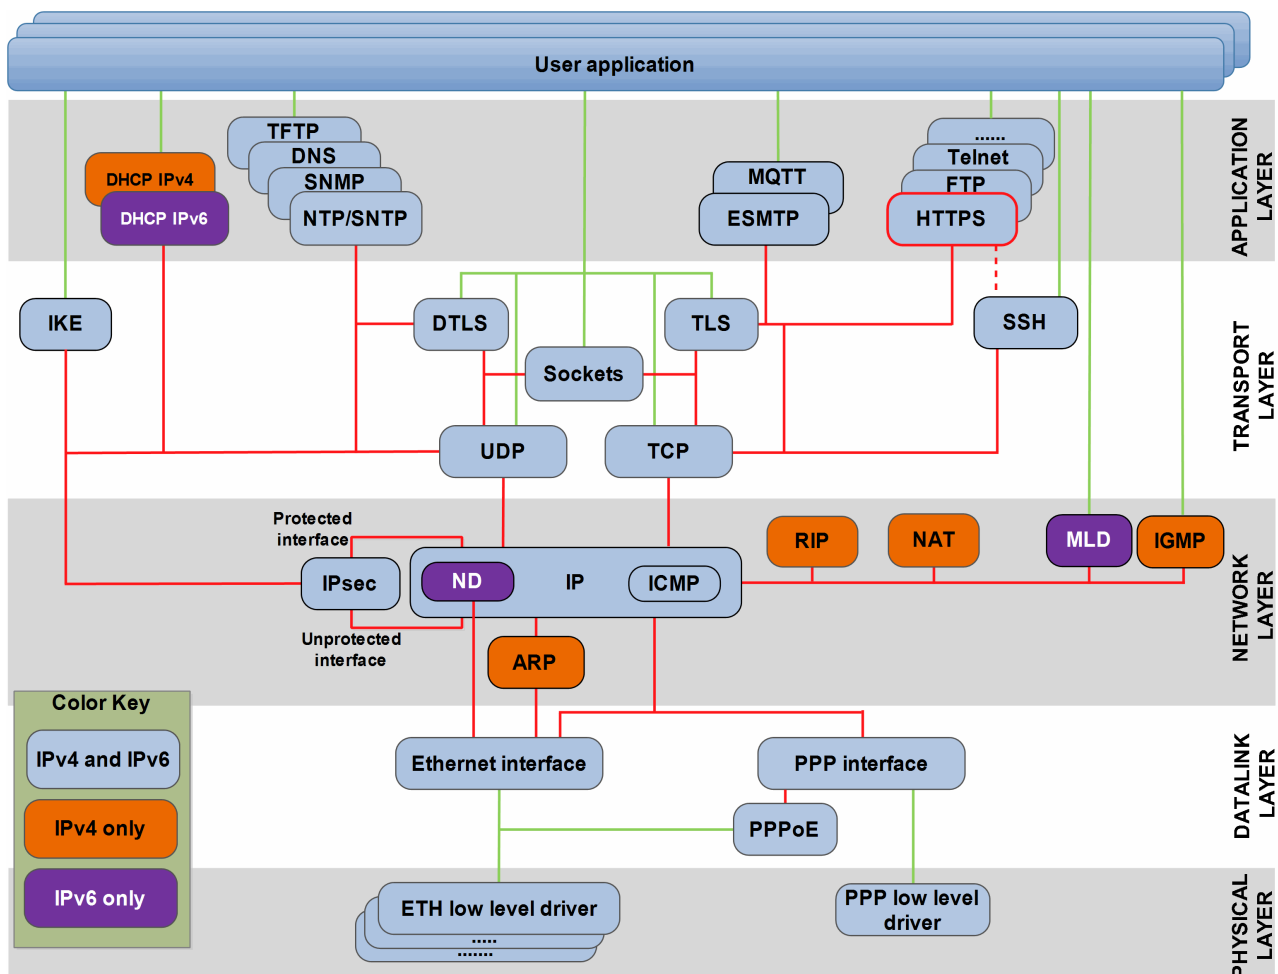 User application
TFTP
DNS
SNMP
NTP/SNTP
DHCP IPv4
DHCP IPv6
MQTT
ESMTP
......
Telnet
FTP
HTTPS
APPLICATION
LAYER
IKE
DTLS
TLS
SSH
Sockets
UDP
TCP
TRANSPORT
LAYER
Protected
interface
IPsec
Unprotected
interface
ND
IP
ICMP
RIP
NAT
MLD
IGMP
ARP
NETWORK
LAYER
Color Key
IPv4 and IPv6
IPv4 only
IPv6 only
Ethernet interface
PPP interface
PPPoE
DATALINK
LAYER
ETH low level driver
.....
.......
PPP low level
driver
PHYSICAL
LAYER